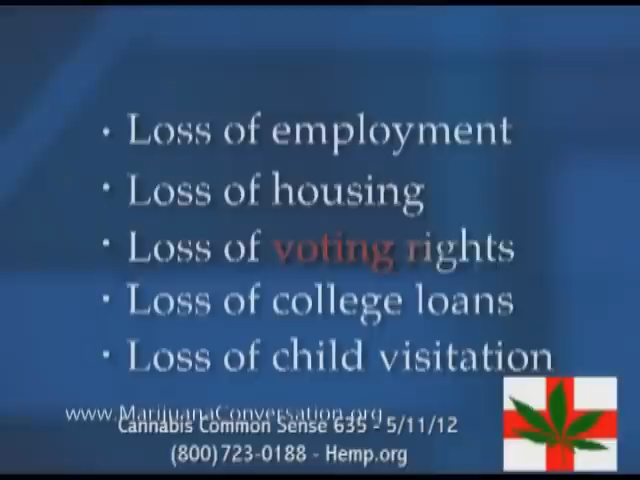 • Loss of employment
• Loss of housing
• Loss of voting rights
• Loss of college loans
• Loss of child visitation
www.MarijuanaConversation.org
Cannabis Common Sense 635 - 5/11/12
(800)723-0188 - Hemp.org